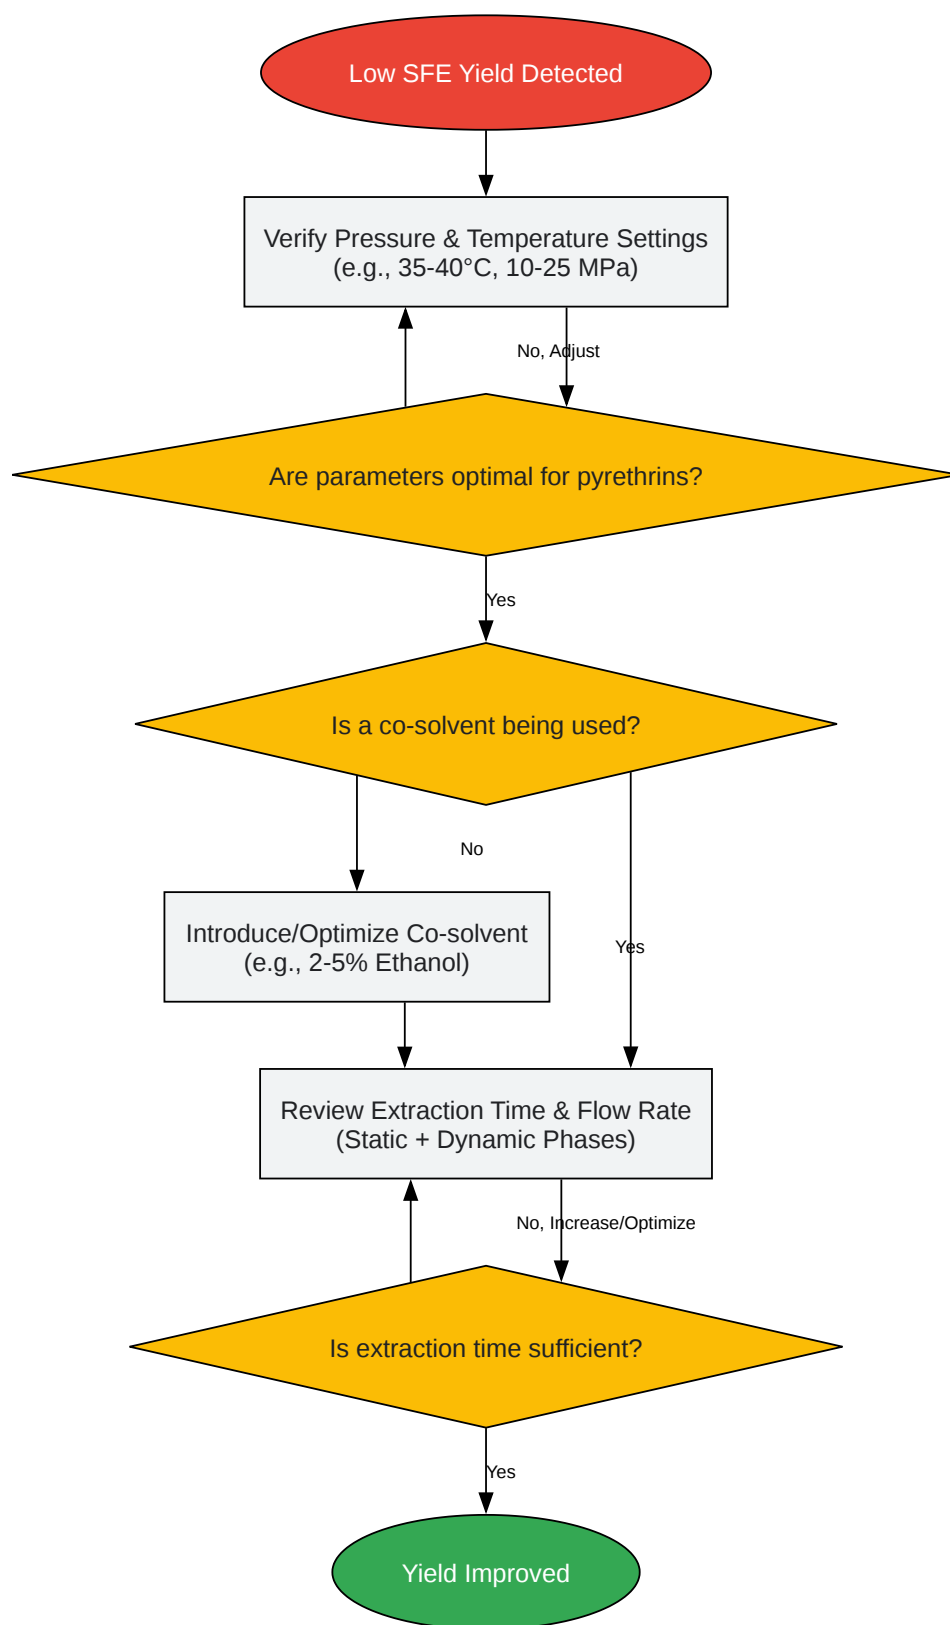 Low SFE Yield Detected
Verify Pressure & Temperature Settings
(e.g., 35-40°C, 10-25 MPa)
No, Adjust
Are parameters optimal for pyrethrins?
Yes
Is a co-solvent being used?
No
Introduce/Optimize Co-solvent
(e.g., 2-5% Ethanol)
Yes
Review Extraction Time & Flow Rate
(Static + Dynamic Phases)
No, Increase/Optimize
Is extraction time sufficient?
Yes
Yield Improved